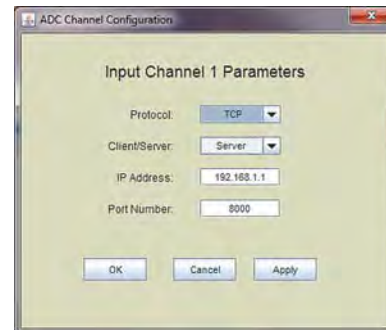 ADC Channel Configuration
Input Channel 1 Parameters
Protocol: TCP
Client/Server: Server
IP Address: 192.168.1.1
Port Number: 8000
OK Cancel Apply